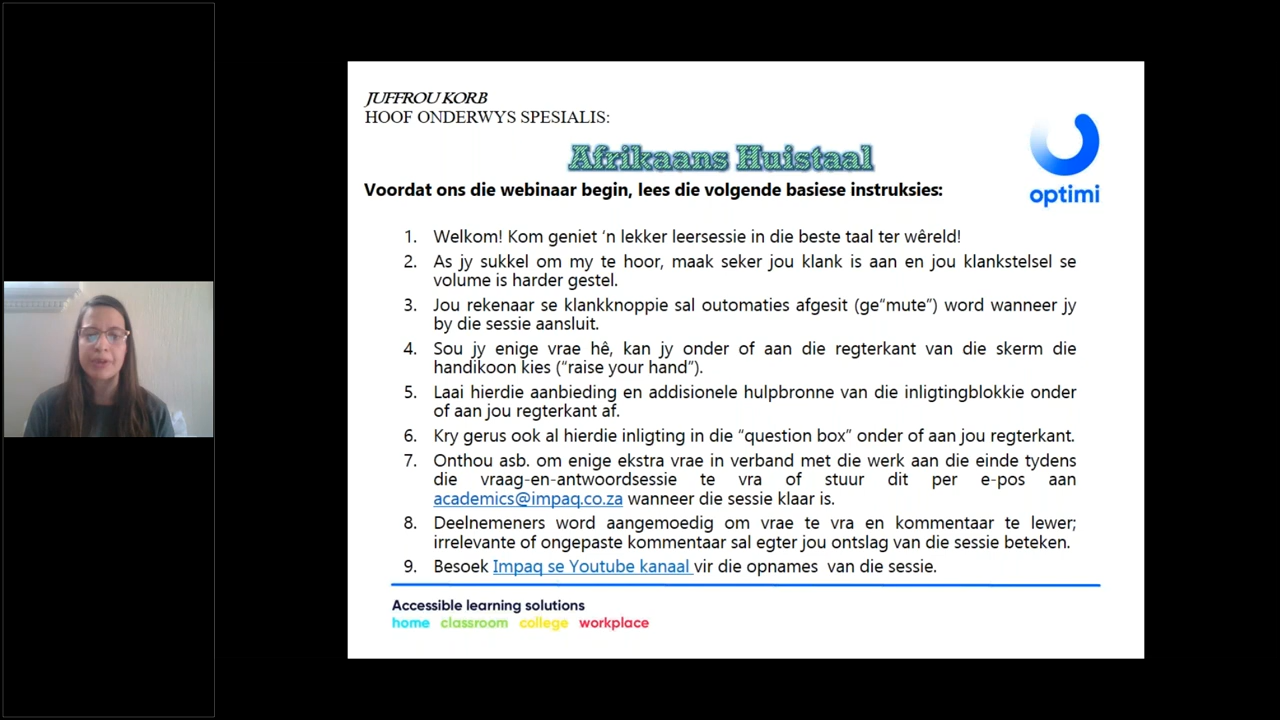 JUFFROU KORB
HOOF ONDERWYS SPESIALIS:
Afrikaans Huistaal
optimi
Voordat ons die webinaar begin, lees die volgende basiese instruksies:
1. Welkom! Kom geniet ‘n lekker leersessie in die beste taal ter wêreld!
2. As jy sukkel om my te hoor, maak seker jou klank is aan en jou klankstelsel se
volume is harder gestel.
3. Jou rekenaar se klankknoppie sal outomaties afgesit (ge“mute”) word wanneer jy
by die sessie aansluit.
4. Sou jy enige vrae hê, kan jy onder of aan die regterkant van die skerm die
handikoon kies (“raise your hand”).
5. Laai hierdie aanbieding en addisionele hulpbronne van die inligtingblokkie onder
of aan jou regterkant af.
6. Kry gerus ook al hierdie inligting in die “question box” onder of aan jou regterkant.
7. Onthou asb. om enige ekstra vrae in verband met die werk aan die einde tydens
die vraag-en-antwoordsessie te vra of stuur dit per e-pos aan
academics@impaq.co.za wanneer die sessie klaar is.
8. Deelnemeners word aangemoedig om vrae te vra en kommentaar te lewer;
irrelevante of ongepaste kommentaar sal egter jou ontslag van die sessie beteken.
9. Besoek Impaq se Youtube kanaal vir die opnames van die sessie.
Accessible learning solutions
home classroom college workplace